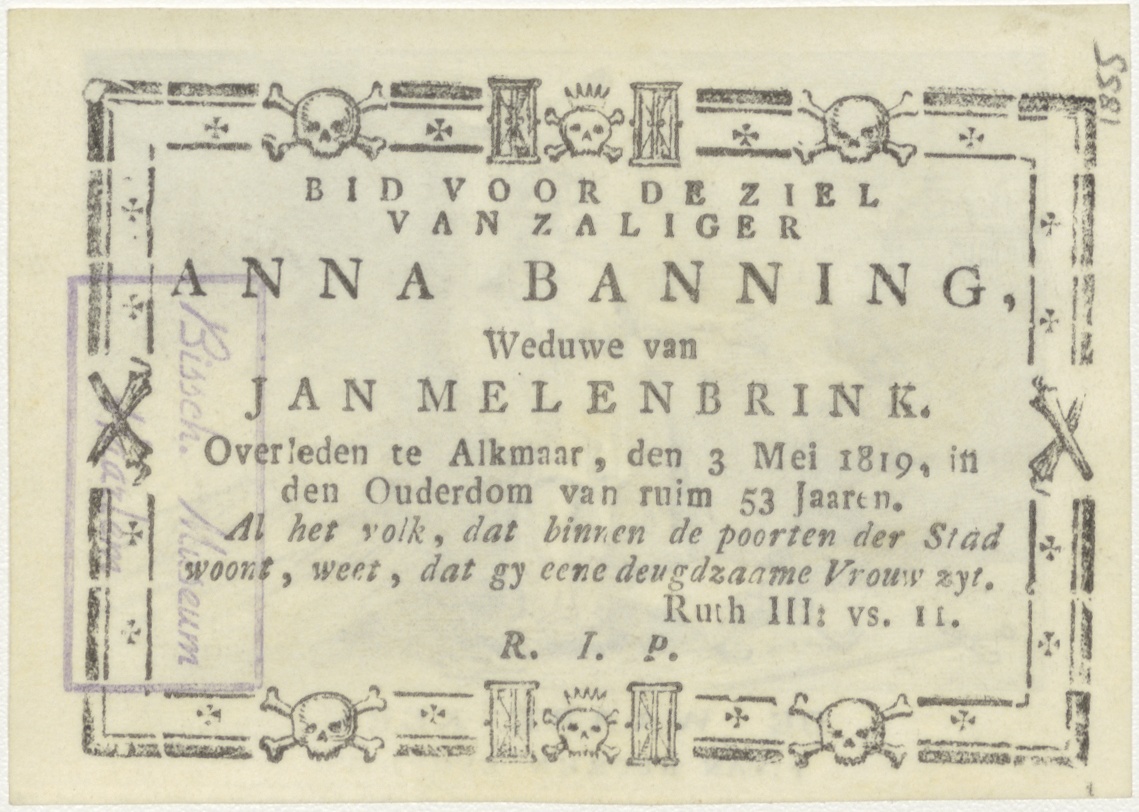 1855
BID VOOR DE ZIEL
VAN ZALIGER
ANNA BANNING,
Weduwe van
JAN MELENBRINK.
Overleden te Alkmaar, den 3 Mei 1819, in
den Ouderdom van ruim 53 Jaaren.
Al het volk, dat binnen de poorten der Stad
woont, weet, dat gy eene deugdzaame Vrouw zyt.
Ruth III: vs. 11.
R. I. P.
Bissch. Museum
Haarlem